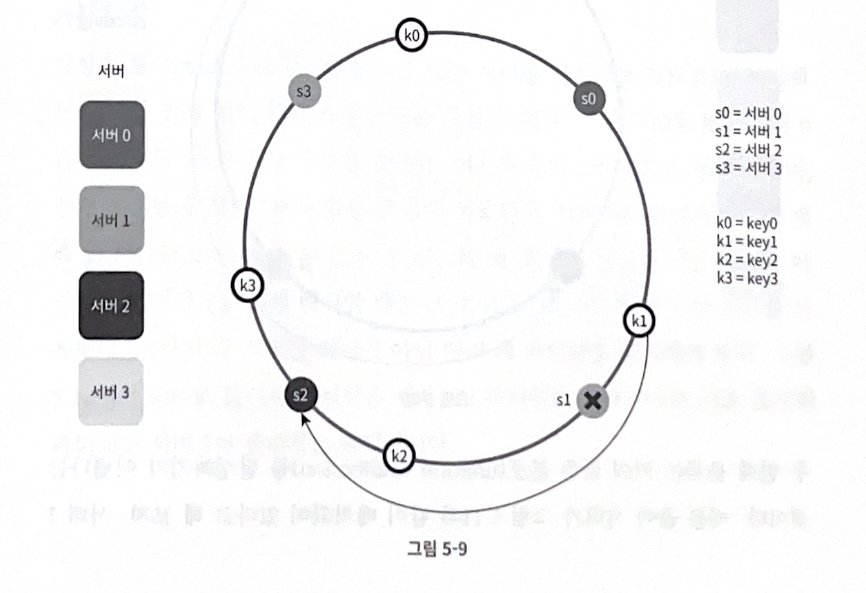 k0
서버
s3
s0
서버 0
s0 = 서버 0
s1 = 서버 1
s2 = 서버 2
s3 = 서버 3
서버 1
k0 = key0
k1 = key1
k2 = key2
k3 = key3
k3
서버 2
k1
서버 3
s2
s1
k2
그림 5-9